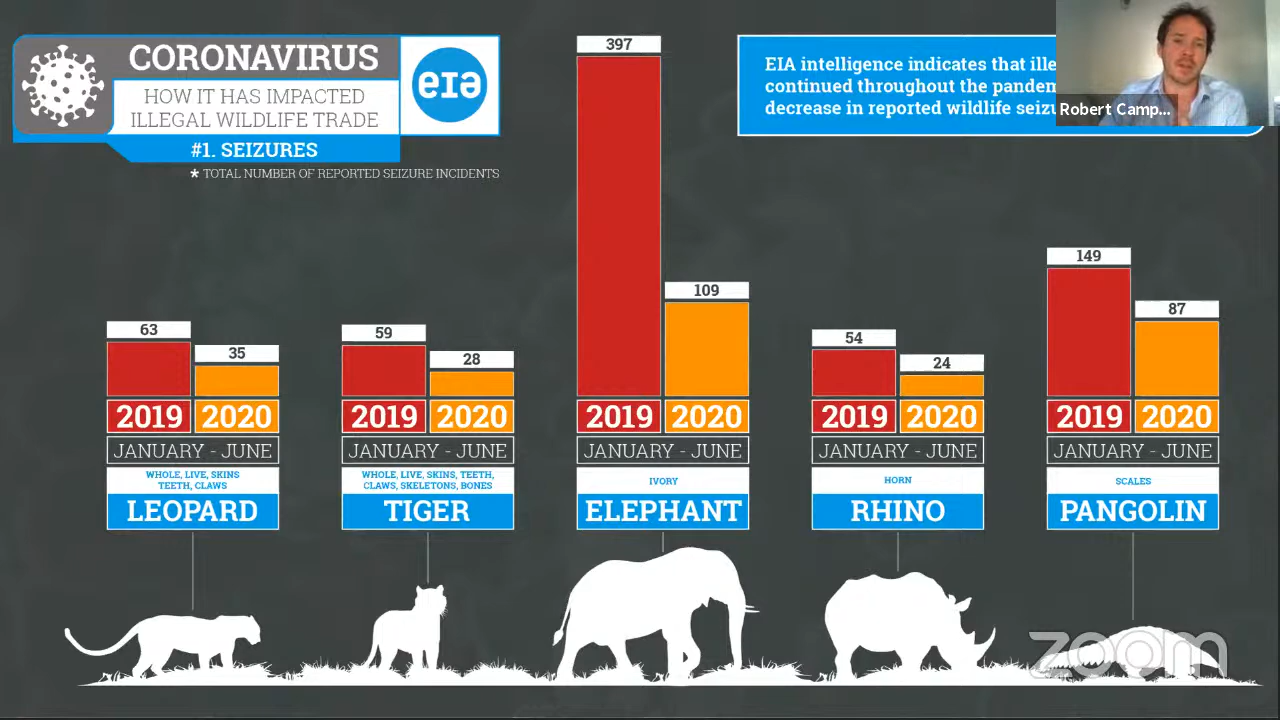 CORONAVIRUS
HOW IT HAS IMPACTED
ILLEGAL WILDLIFE TRADE
#1. SEIZURES
* TOTAL NUMBER OF REPORTED SEIZURE INCIDENTS
eia
EIA intelligence indicates that ille
continued throughout the pandem
decrease in reported wildlife seizu
Robert Camp...
63
35
2019 2020
JANUARY - JUNE
WHOLE, LIVE, SKINS
TEETH, CLAWS
LEOPARD
59
28
2019 2020
JANUARY - JUNE
WHOLE, LIVE, SKINS, TEETH,
CLAWS, SKELETONS, BONES
TIGER
397
109
2019 2020
JANUARY - JUNE
IVORY
ELEPHANT
54
24
2019 2020
JANUARY - JUNE
HORN
RHINO
149
87
2019 2020
JANUARY - JUNE
SCALES
PANGOLIN
zoom